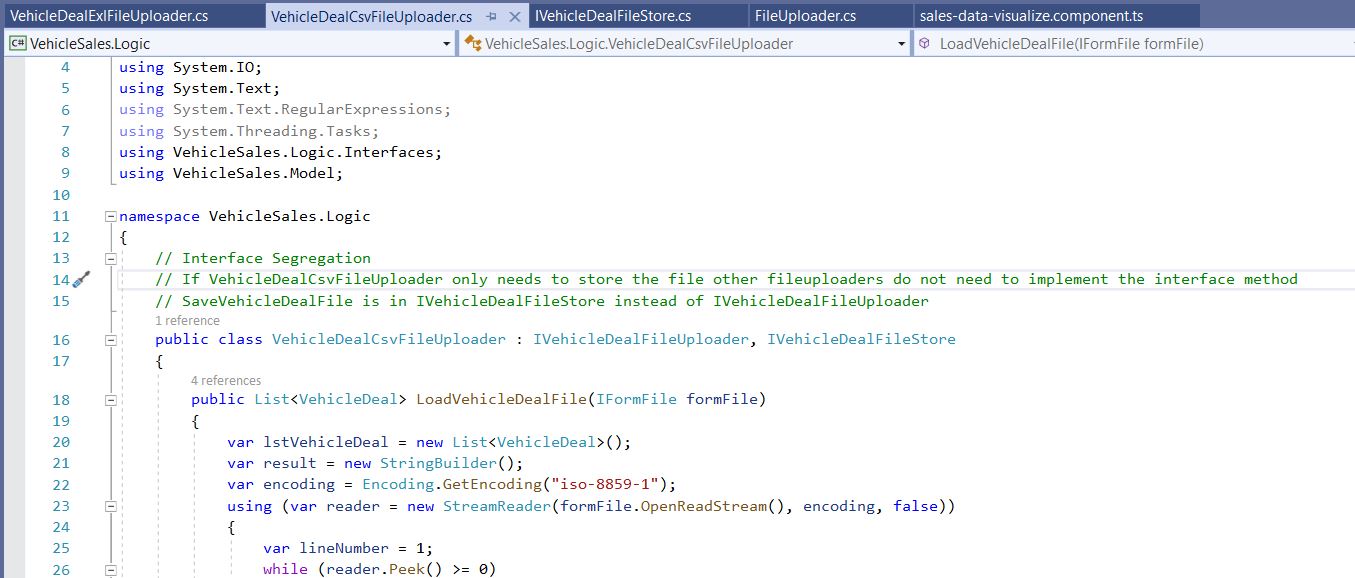 VehicleDealExlFileUploader.cs VehicleDealCsvFileUploader.cs IVehicleDealFileStore.cs FileUploader.cs sales-data-visualize.component.ts
C# VehicleSales.Logic VehicleSales.Logic.VehicleDealCsvFileUploader LoadVehicleDealFile(IFormFile formFile)
4 using System.IO;
5 using System.Text;
6 using System.Text.RegularExpressions;
7 using System.Threading.Tasks;
8 using VehicleSales.Logic.Interfaces;
9 using VehicleSales.Model;
10
11 namespace VehicleSales.Logic
12 {
13 // Interface Segregation
14 // If VehicleDealCsvFileUploader only needs to store the file other fileuploaders do not need to implement the interface method
15 // SaveVehicleDealFile is in IVehicleDealFileStore instead of IVehicleDealFileUploader
1 reference
16 public class VehicleDealCsvFileUploader : IVehicleDealFileUploader, IVehicleDealFileStore
17 {
4 references
18 public List<VehicleDeal> LoadVehicleDealFile(IFormFile formFile)
19 {
20 var lstVehicleDeal = new List<VehicleDeal>();
21 var result = new StringBuilder();
22 var encoding = Encoding.GetEncoding("iso-8859-1");
23 using (var reader = new StreamReader(formFile.OpenReadStream(), encoding, false))
24 {
25 var lineNumber = 1;
26 while (reader.Peek() >= 0)